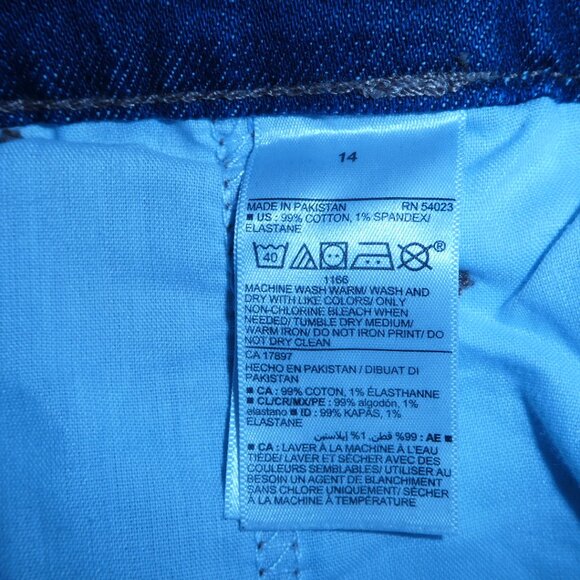 14
MADE IN PAKISTAN RN 54023
■ US : 99% COTTON, 1% SPANDEX/
ELASTANE
40 ®
1166
MACHINE WASH WARM/ WASH AND
DRY WITH LIKE COLORS/ ONLY
NON-CHLORINE BLEACH WHEN
NEEDED/ TUMBLE DRY MEDIUM/
WARM IRON/ DO NOT IRON PRINT/ DO
NOT DRY CLEAN
CA 17897
HECHO EN PAKISTAN / DIBUAT DI
PAKISTAN
■ CA : 99% COTON, 1% ÉLASTHANNE
■ CL/CR/MX/PE : 99% algodón, 1%
elastano ■ ID : 99% KAPAS, 1%
ELASTANE
■ AE : 99% قطن, 1% إيلاستين
■ CA : LAVER À LA MACHINE À L'EAU
TIÈDE/ LAVER ET SÉCHER AVEC DES
COULEURS SEMBLABLES/ UTILISER AU
BESOIN UN AGENT DE BLANCHIMENT
SANS CHLORE UNIQUEMENT/ SÉCHER
À LA MACHINE À TEMPÉRATURE